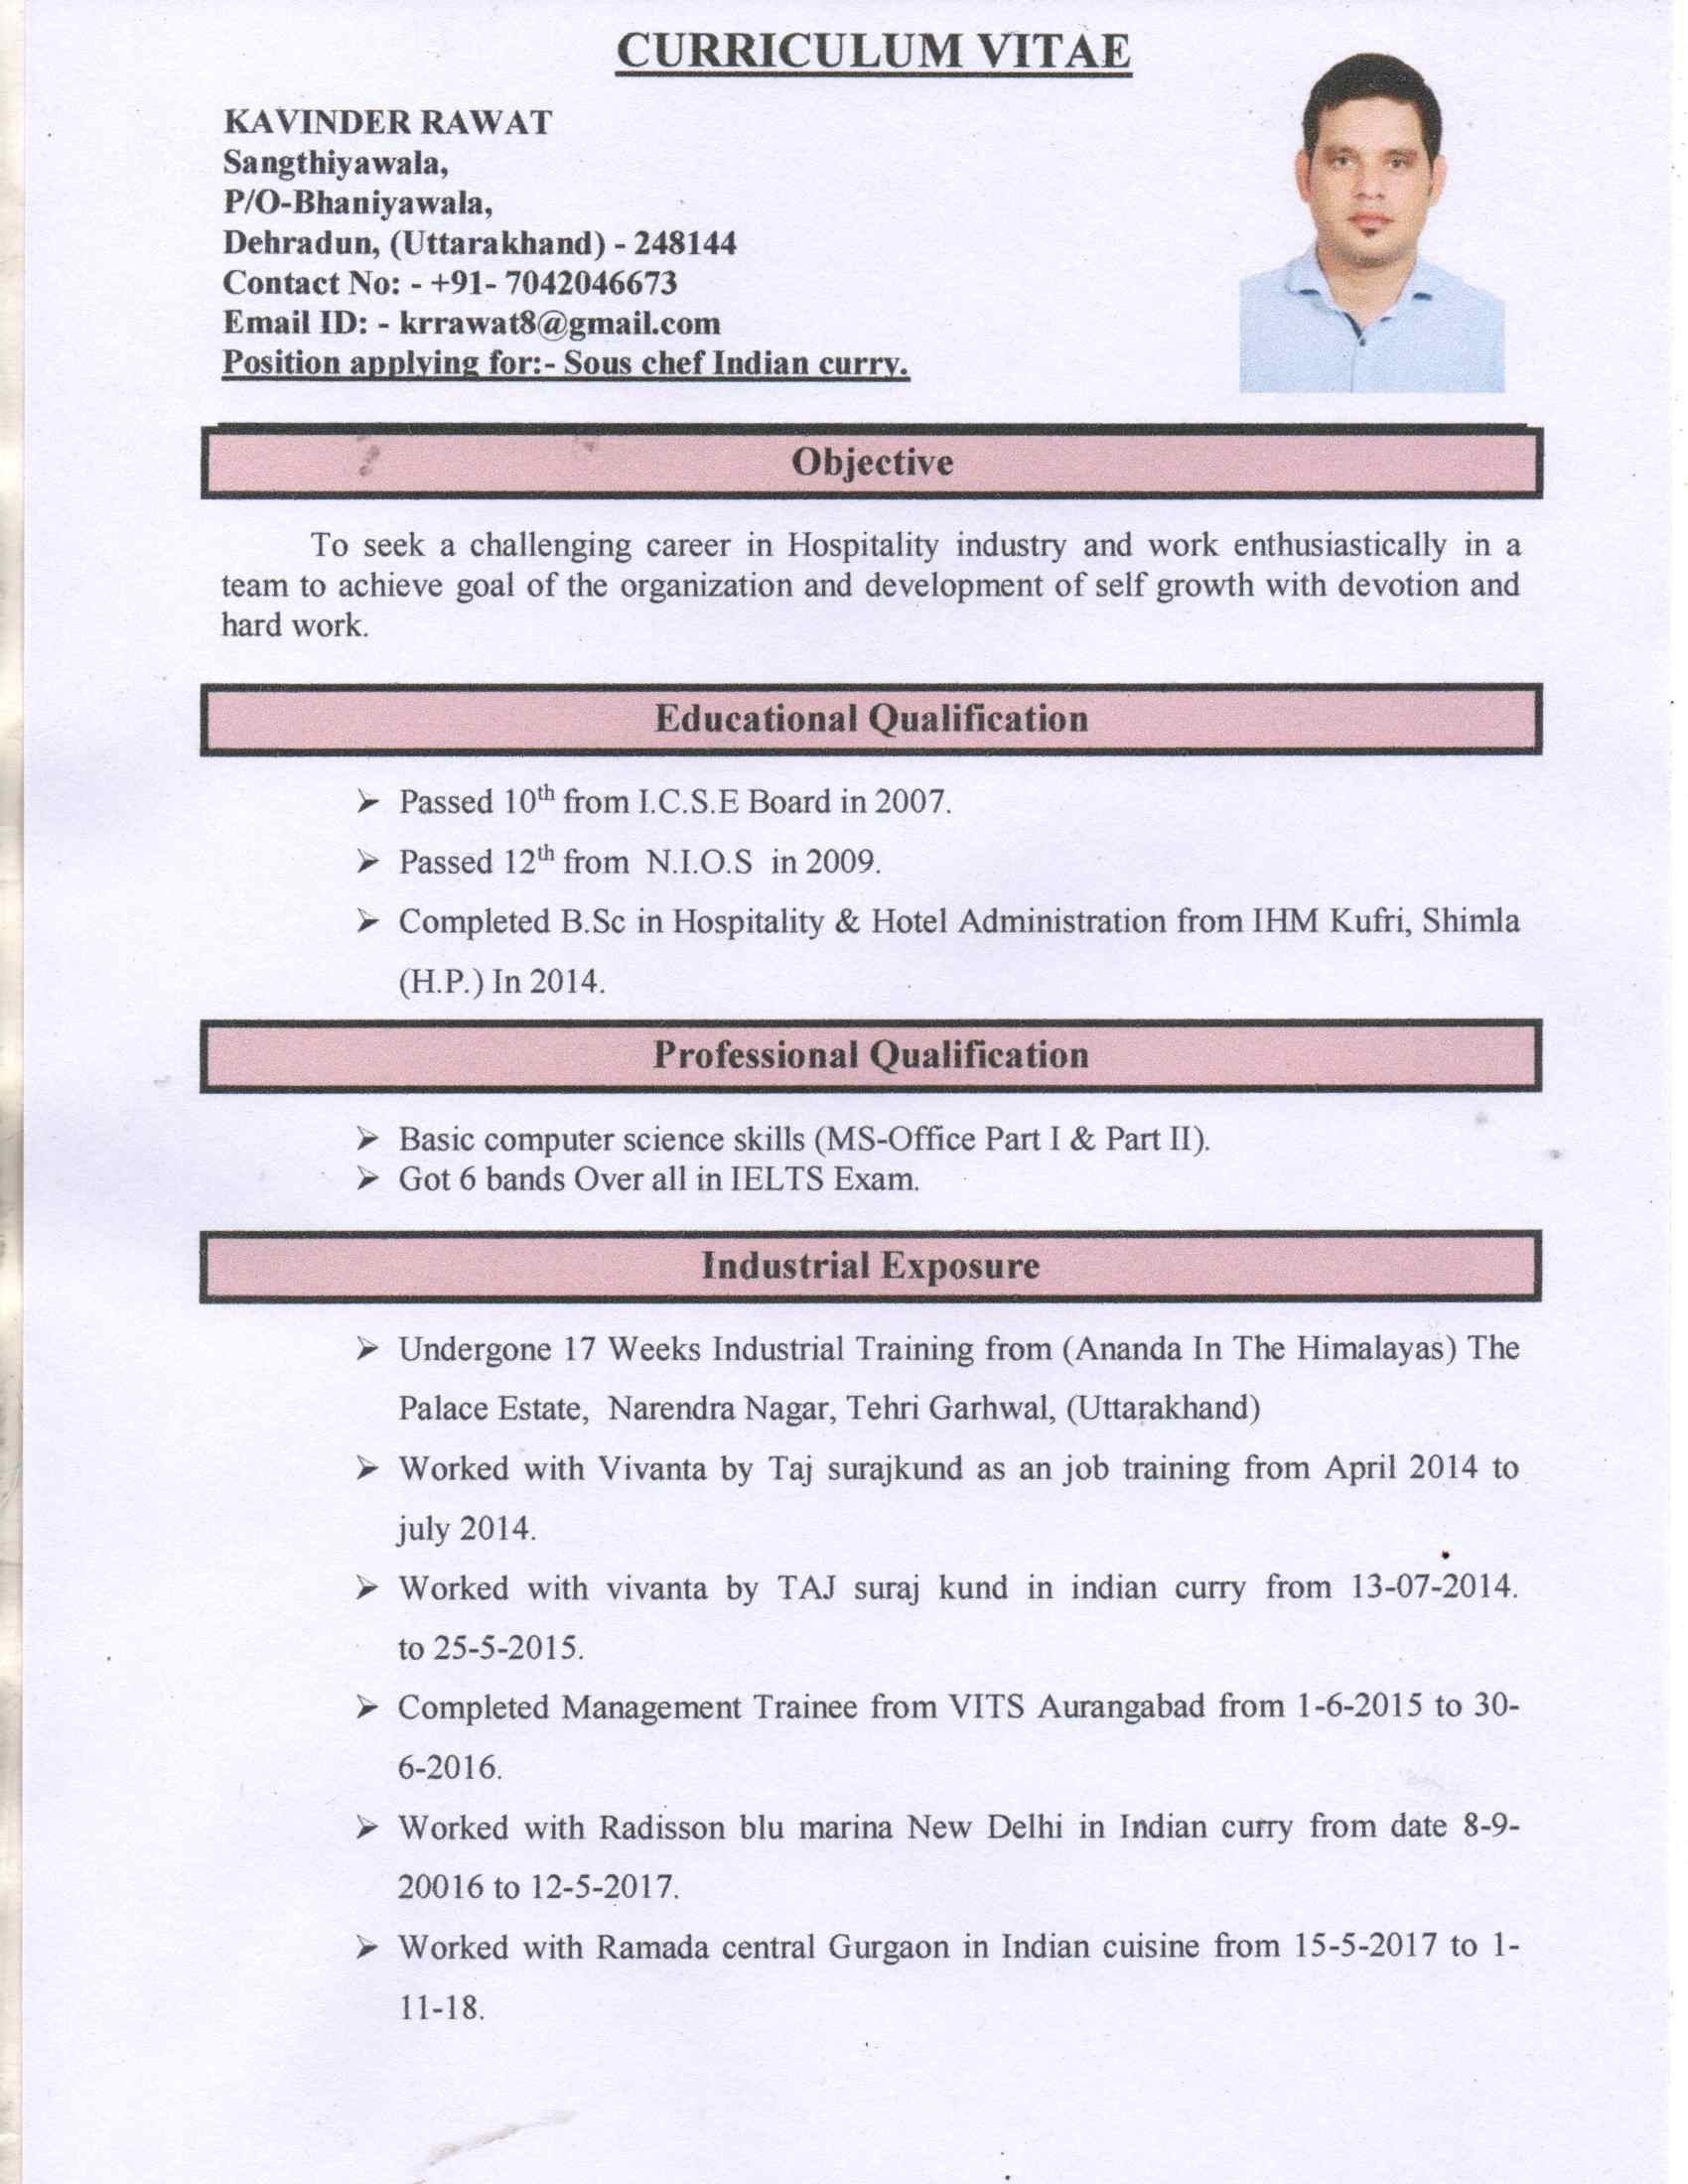 CURRICULUM VITAE
KAVINDER RAWAT
Sangthiyawala,
P/O-Bhaniyawala,
Dehradun, (Uttarakhand) - 248144
Contact No: - +91- 7042046673
Email ID: - krrawat8@gmail.com
Position applying for:- Sous chef Indian curry.
Objective
To seek a challenging career in Hospitality industry and work enthusiastically in a
team to achieve goal of the organization and development of self growth with devotion and
hard work.
Educational Qualification
➢ Passed 10th from I.C.S.E Board in 2007.
➢ Passed 12th from N.I.O.S in 2009.
➢ Completed B.Sc in Hospitality & Hotel Administration from IHM Kufri, Shimla
(H.P.) In 2014.
Professional Qualification
➢ Basic computer science skills (MS-Office Part I & Part II).
➢ Got 6 bands Over all in IELTS Exam.
Industrial Exposure
➢ Undergone 17 Weeks Industrial Training from (Ananda In The Himalayas) The
Palace Estate, Narendra Nagar, Tehri Garhwal, (Uttarakhand)
➢ Worked with Vivanta by Taj surajkund as an job training from April 2014 to
july 2014.
➢ Worked with vivanta by TAJ suraj kund in indian curry from 13-07-2014.
to 25-5-2015.
➢ Completed Management Trainee from VITS Aurangabad from 1-6-2015 to 30-
6-2016.
➢ Worked with Radisson blu marina New Delhi in Indian curry from date 8-9-
20016 to 12-5-2017.
➢ Worked with Ramada central Gurgaon in Indian cuisine from 15-5-2017 to 1-
11-18.